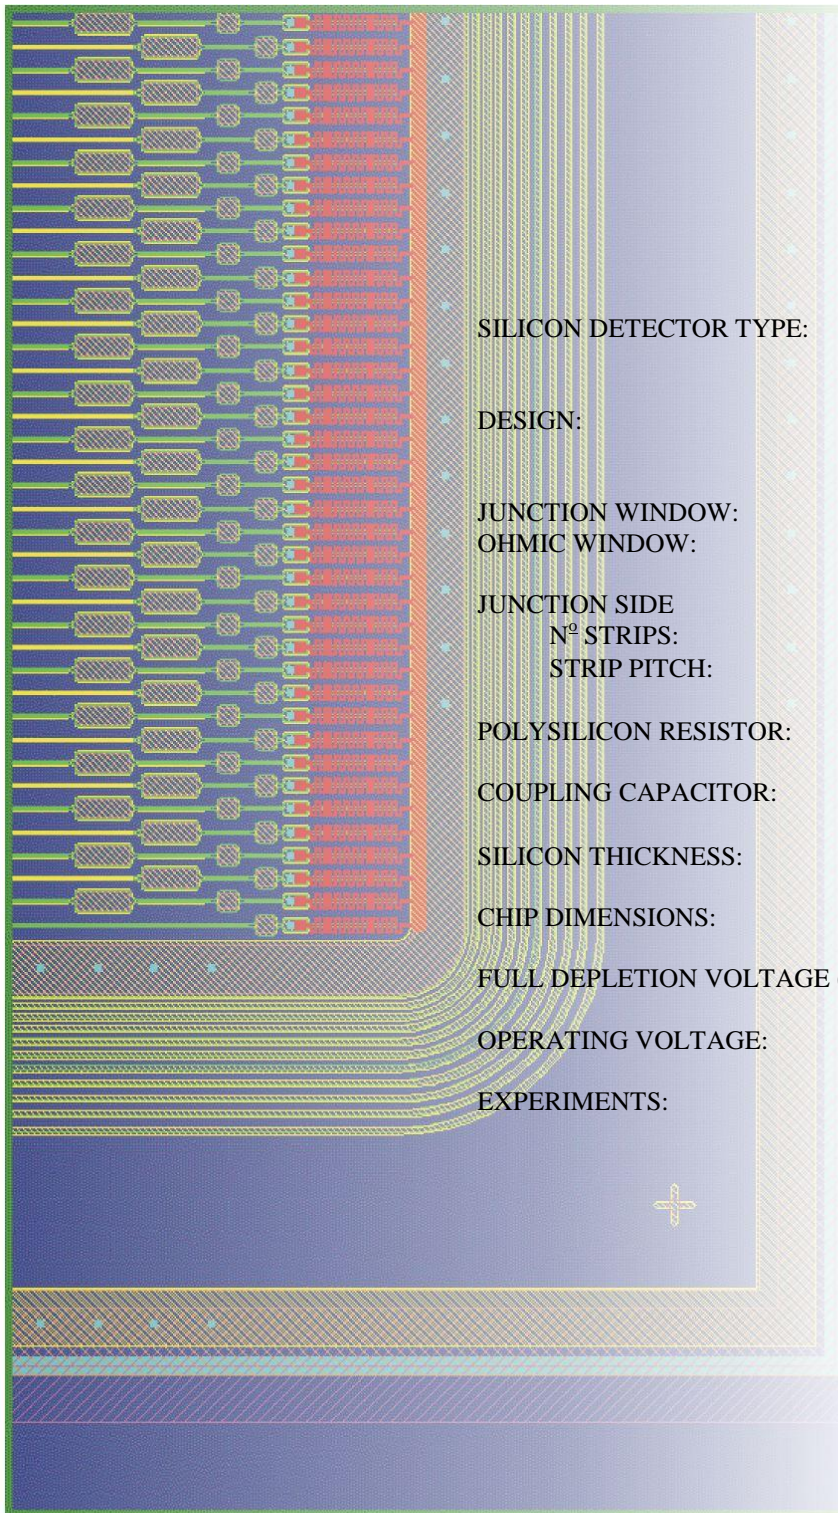 SILICON DETECTOR TYPE:
DESIGN:
JUNCTION WINDOW:
OHMIC WINDOW:
JUNCTION SIDE
Nº STRIPS:
STRIP PITCH:
POLYSILICON RESISTOR:
COUPLING CAPACITOR:
SILICON THICKNESS:
CHIP DIMENSIONS:
FULL DEPLETION VOLTAGE
OPERATING VOLTAGE:
EXPERIMENTS: